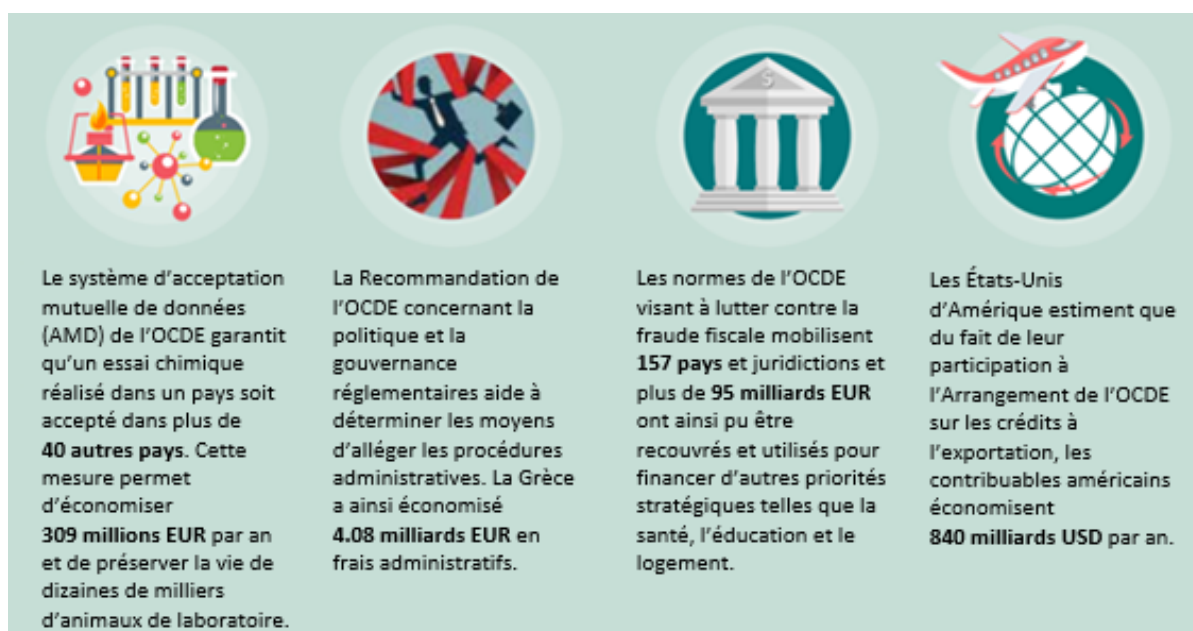 $
Le système d’acceptation
mutuelle de données
(AMD) de l’OCDE garantit
qu’un essai chimique
réalisé dans un pays soit
accepté dans plus de
40 autres pays. Cette
mesure permet
d’économiser
309 millions EUR par an
et de préserver la vie de
dizaines de milliers
d’animaux de laboratoire.
La Recommandation de
l’OCDE concernant la
politique et la
gouvernance
réglementaires aide à
déterminer les moyens
d’alléger les procédures
administratives. La Grèce
a ainsi économisé
4.08 milliards EUR en
frais administratifs.
Les normes de l’OCDE
visant à lutter contre la
fraude fiscale mobilisent
157 pays et juridictions et
plus de 95 milliards EUR
ont ainsi pu être
recouvrés et utilisés pour
financer d’autres priorités
stratégiques telles que la
santé, l’éducation et le
logement.
Les États-Unis
d’Amérique estiment que
du fait de leur
participation à
l’Arrangement de l’OCDE
sur les crédits à
l’exportation, les
contribuables américains
économisent
840 milliards USD par an.